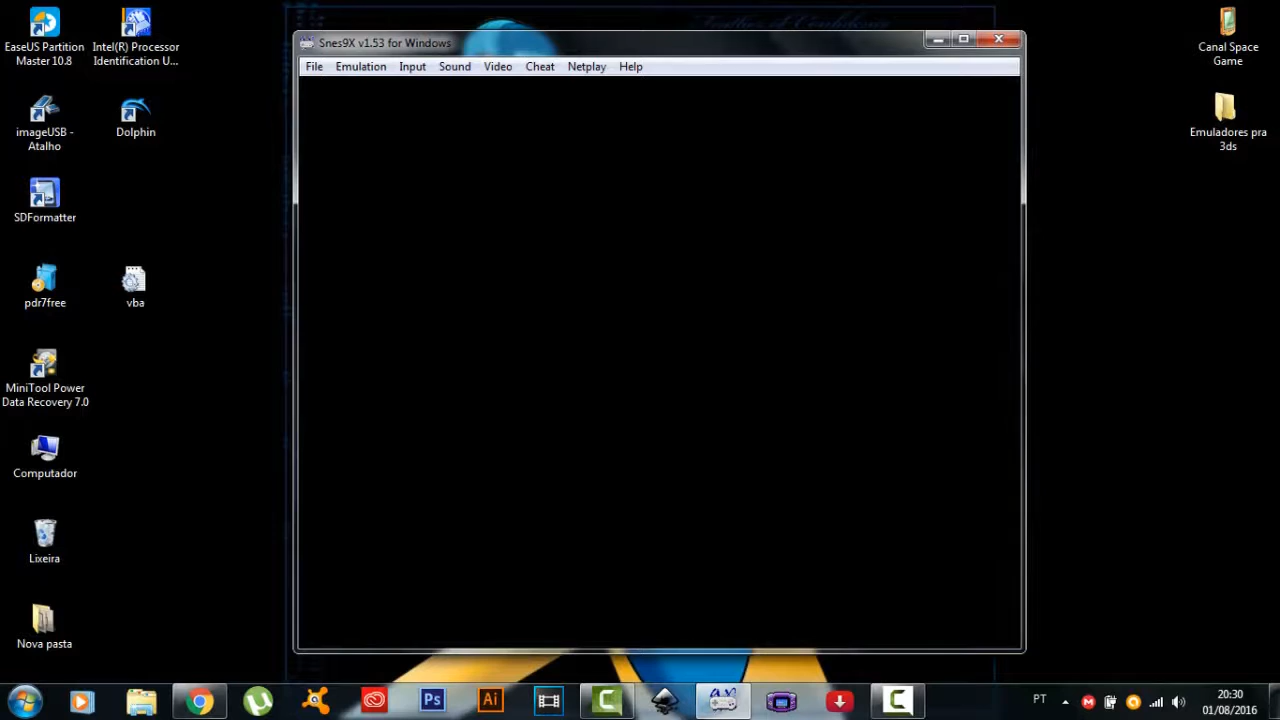 EaseUS Partition
Master 10.8
Intel(R) Processor
Identification U...
imageUSB -
Atalho
Dolphin
SDFormatter
pdr7free
vba
MiniTool Power
Data Recovery 7.0
Computador
Lixeira
Nova pasta
Snes9X v1.53 for Windows
File Emulation Input Sound Video Cheat Netplay Help
Canal Space
Game
Emuladores pra
3ds
Ps
Ai
PT
20:30
01/08/2016